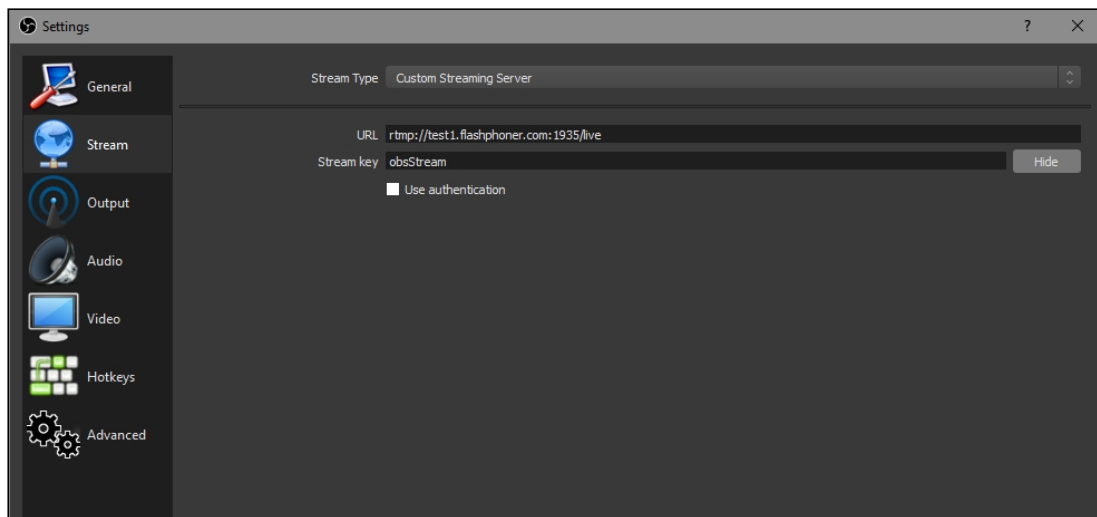 Settings
?
General
Stream Type Custom Streaming Server
Stream
URL rtmp://test1.flashphoner.com:1935/live
Stream key obsStream Hide
Use authentication
Output
Audio
Video
Hotkeys
Advanced